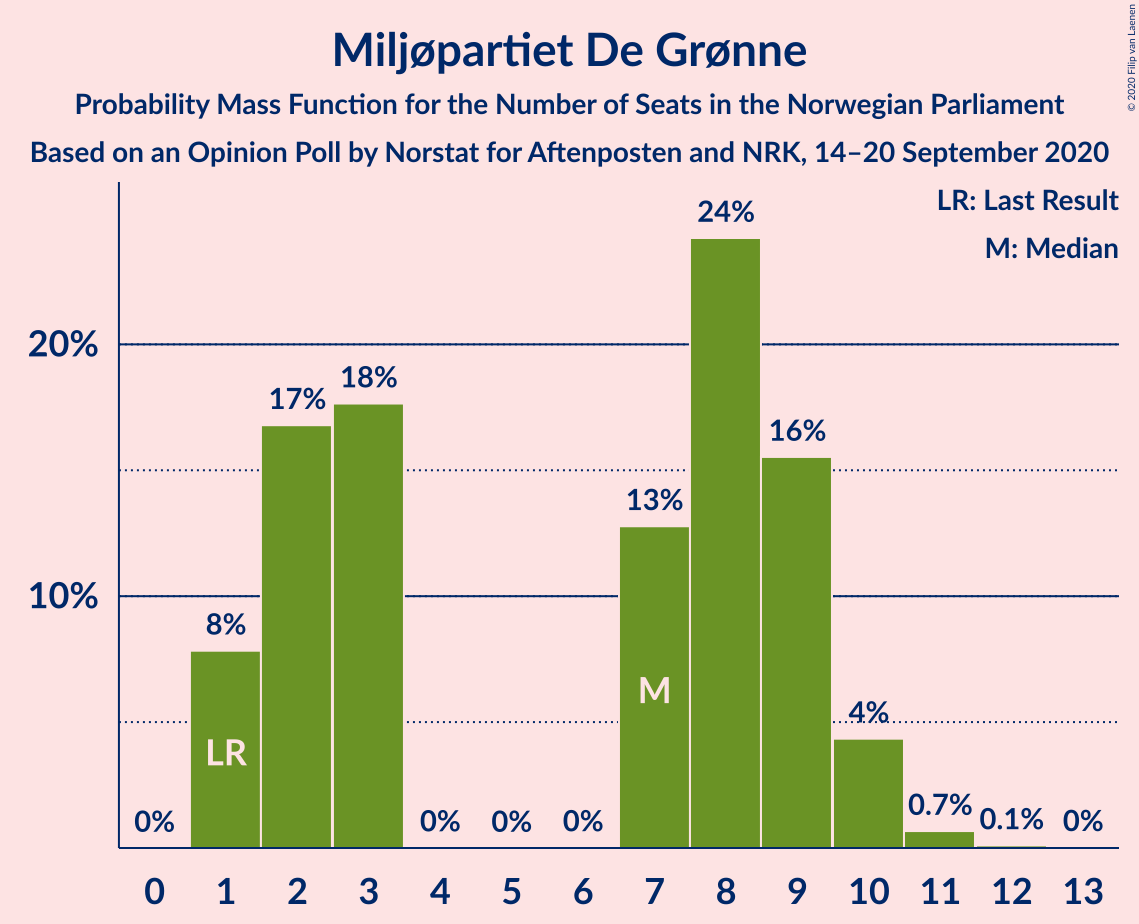 Miljøpartiet De Grønne
Probability Mass Function for the Number of Seats in the Norwegian Parliament
Based on an Opinion Poll by Norstat for Aftenposten and NRK, 14–20 September 2020
© 2020 Filip van Laenen
LR: Last Result
M: Median
20%
10%
0%
8%
17%
18%
0%
0%
0%
13%
24%
16%
4%
0.7%
0.1%
0%
LR
M
0 1 2 3 4 5 6 7 8 9 10 11 12 13